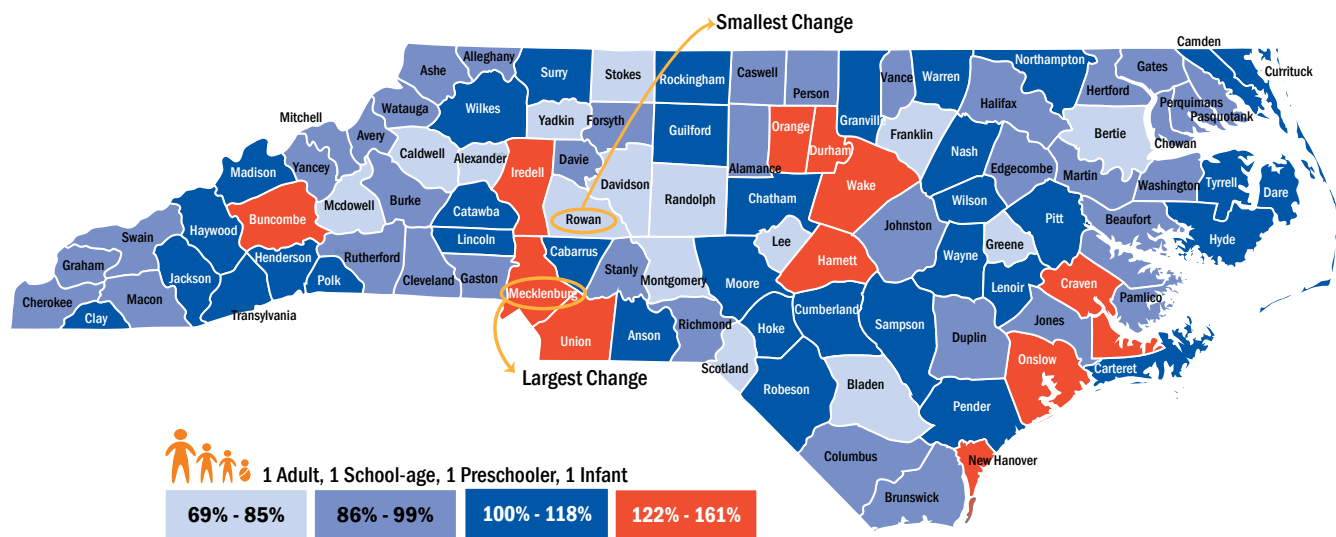 Smallest Change
Camden
Alleghany
Northampton
Ashe
Surry
Stokes
Rockingham
Caswell
Person
Vance
Warren
Gates
Currituck
Hertford
Watauga
Wilkes
Halifax
Perquimans
Pasquotank
Mitchell
Yadkin
Forsyth
Guilford
Orange
Granville
Franklin
Bertie
Avery
Durham
Chowan
Caldwell
Alexander
Iredell
Davie
Alamance
Nash
Madison
Yancey
Edgecombe
Martin
Washington
Tyrrell
Dare
Davidson
Wake
Mcdowell
Burke
Randolph
Chatham
Wilson
Buncombe
Catawba
Rowan
Pitt
Beaufort
Swain
Haywood
Johnston
Hyde
Lincoln
Cabarrus
Lee
Greene
Graham
Henderson
Rutherford
Wayne
Harnett
Jackson
Polk
Cleveland
Gaston
Stanly
Montgomery
Moore
Lenoir
Craven
Cherokee
Macon
Mecklenburg
Pamlico
Clay
Transylvania
Cumberland
Hoke
Sampson
Jones
Richmond
Union
Anson
Duplin
Onslow
Scotland
Carteret
Largest Change
Robeson
Bladen
Pender
Columbus
New Hanover
Brunswick
1 Adult, 1 School-age, 1 Preschooler, 1 Infant
69% - 85%
86% - 99%
100% - 118%
122% - 161%